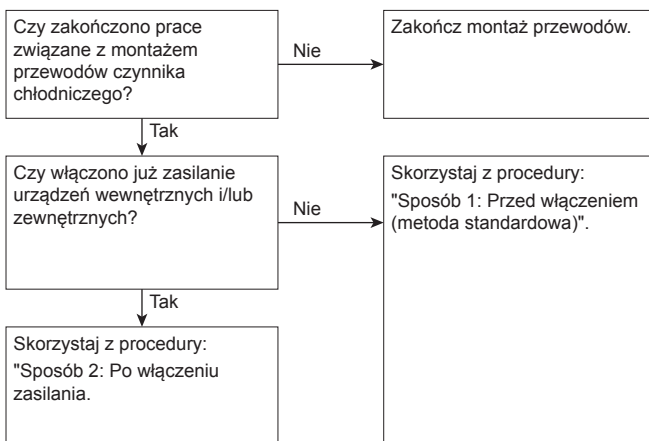 Czy zakończono prace
związane z montażem
przewodów czynnika
chłodniczego?
Nie
Zakończ montaż przewodów.
Tak
Czy włączono już zasilanie
urządzeń wewnętrznych i/lub
zewnętrznych?
Nie
Skorzystaj z procedury:
"Sposób 1: Przed włączeniem
(metoda standardowa)".
Tak
Skorzystaj z procedury:
"Sposób 2: Po włączeniu
zasilania.